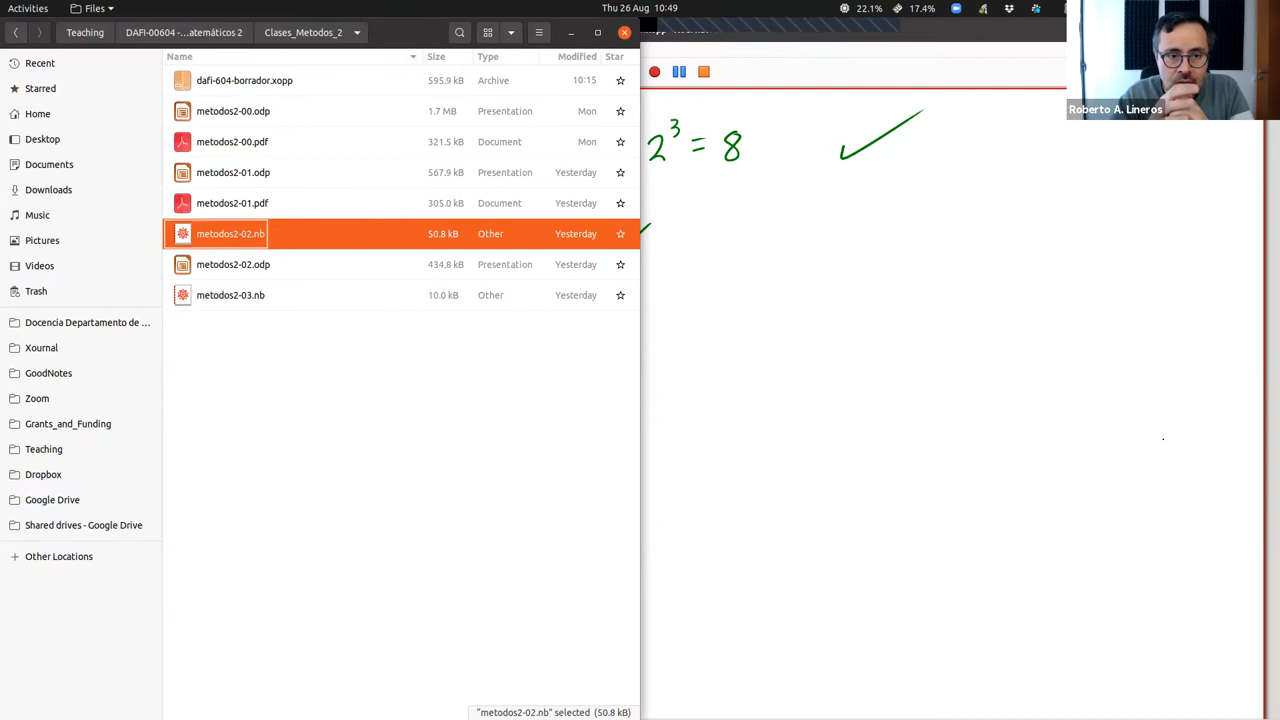 Activities Files Thu 26 Aug 10:49 22.1% 17.4%
Teaching DAFI-00604 -...atemáticos 2 Clases_Metodos_2
Name Size Type Modified Star
Recent
Starred
Home
Desktop
Documents
Downloads
Music
Pictures
Videos
Trash
Docencia Departamento de ...
Xournal
GoodNotes
Zoom
Grants_and_Funding
Teaching
Dropbox
Google Drive
Shared drives - Google Drive
Other Locations
dafi-604-borrador.xopp 595.9 kB Archive 10:15
metodos2-00.odp 1.7 MB Presentation Mon
metodos2-00.pdf 321.5 kB Document Mon
metodos2-01.odp 567.9 kB Presentation Yesterday
metodos2-01.pdf 305.0 kB Document Yesterday
metodos2-02.nb 50.8 kB Other Yesterday
metodos2-02.odp 434.8 kB Presentation Yesterday
metodos2-03.nb 10.0 kB Other Yesterday
"metodos2-02.nb" selected (50.8 kB)
2³ = 8
Roberto A. Lineros